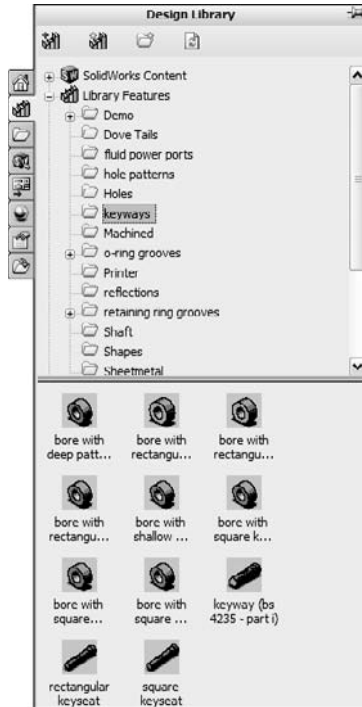 Design Library
SolidWorks Content
Library Features
Demo
Dove Tails
fluid power ports
hole patterns
Holes
keyways
Machined
o-ring grooves
Printer
reflections
retaining ring grooves
Shaft
Shapes
Sheetmetal
bore with deep patt...
bore with rectangu...
bore with rectangu...
bore with rectangu...
bore with shallow ...
bore with square k...
bore with square...
bore with square ...
keyway (bs 4235 - part i)
rectangular keyseat
square keyseat